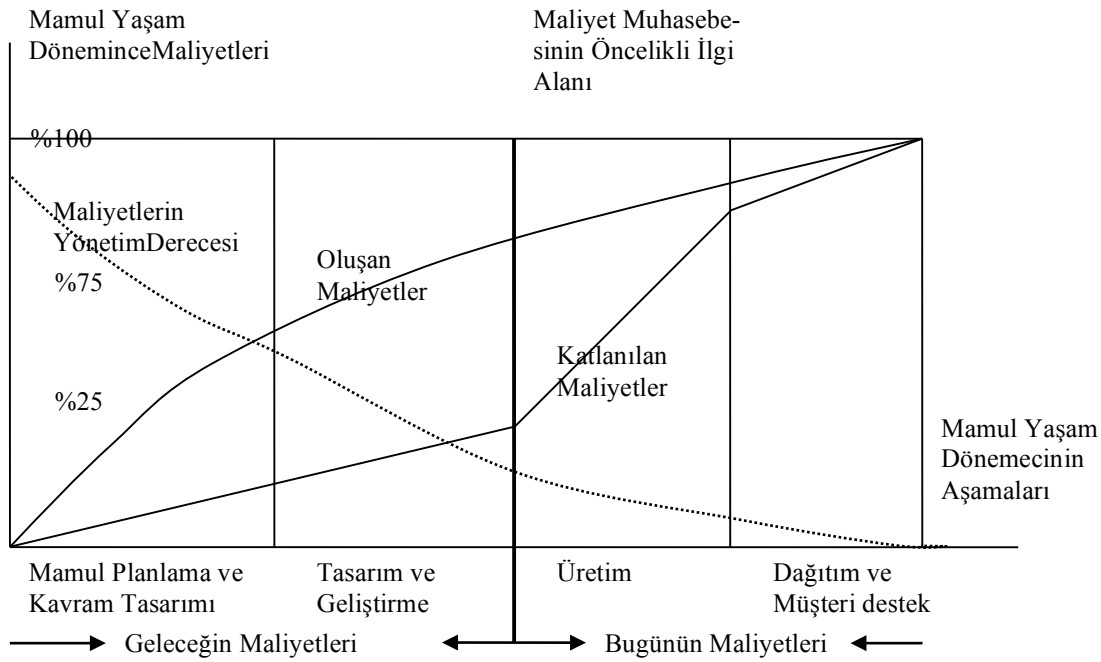 Mamul Yaşam
DönemineMaliyetleri
Maliyet Muhasebe-
sinin Öncelikli İlgi
Alanı
%100
Maliyetlerin
YönetimDerecesi
%75
Oluşan
Maliyetler
Katlanılan
Maliyetler
%25
Mamul Yaşam
Dönemecinin
Aşamaları
Mamul Planlama ve
Kavram Tasarımı
Tasarım ve
Geliştirme
Üretim
Dağıtım ve
Müşteri destek
Geleceğin Maliyetleri
Bugünün Maliyetleri